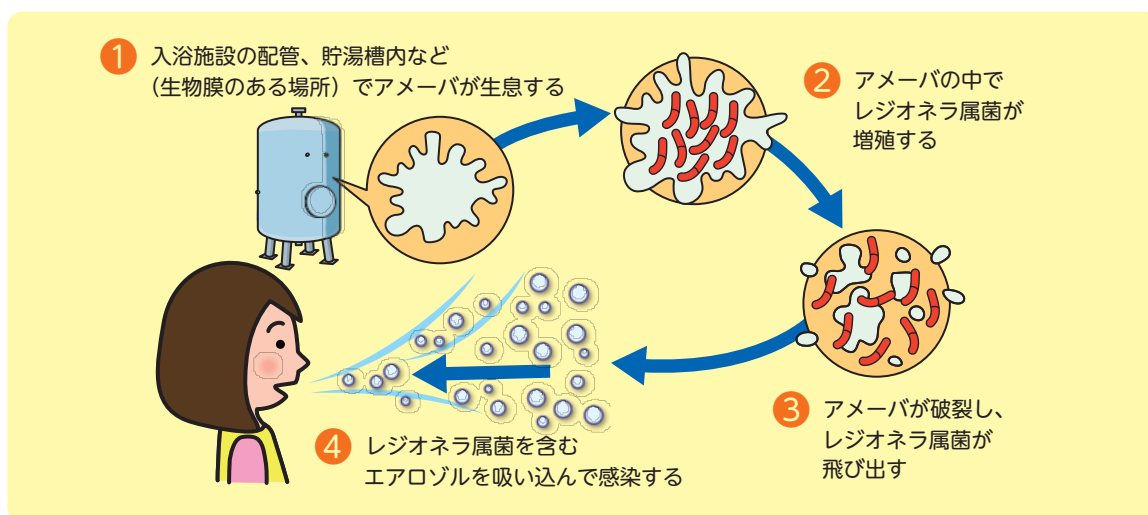 1 入浴施設の配管、貯湯槽内など
（生物膜のある場所）でアメーバが生息する
2 アメーバの中で
レジオネラ属菌が
増殖する
3 アメーバが破裂し、
レジオネラ属菌が
飛び出す
4 レジオネラ属菌を含む
エアロゾルを吸い込んで感染する